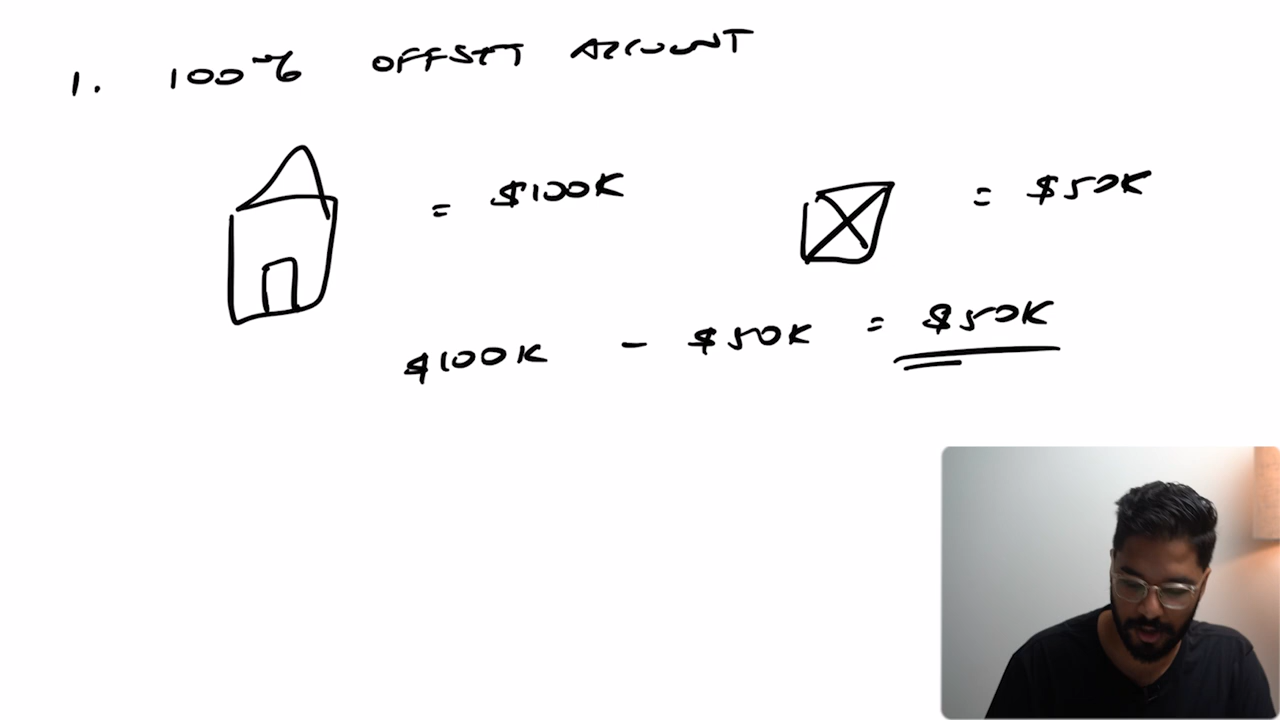 1. 100% OFFSET ACCOUNT
= $100K = $50K
$100K - $50K = $50K